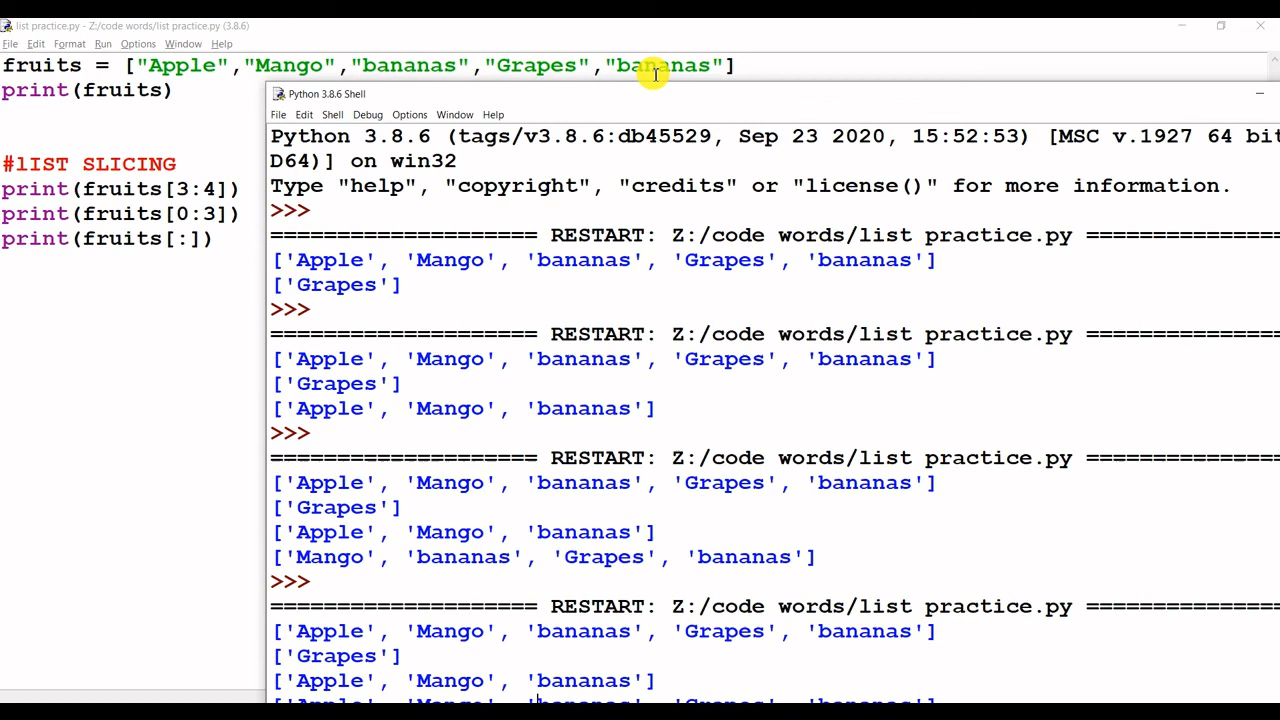 list practice.py - Z:/code words/list practice.py (3.8.6)
File Edit Format Run Options Window Help
fruits = ["Apple","Mango","bananas","Grapes","bananas"]
print(fruits)
#lIST SLICING
print(fruits[3:4])
print(fruits[0:3])
print(fruits[:])
Python 3.8.6 Shell
File Edit Shell Debug Options Window Help
Python 3.8.6 (tags/v3.8.6:db45529, Sep 23 2020, 15:52:53) [MSC v.1927 64 bit
D64)] on win32
Type "help", "copyright", "credits" or "license()" for more information.
>>>
==================== RESTART: Z:/code words/list practice.py ===============
['Apple', 'Mango', 'bananas', 'Grapes', 'bananas']
['Grapes']
>>>
==================== RESTART: Z:/code words/list practice.py ===============
['Apple', 'Mango', 'bananas', 'Grapes', 'bananas']
['Grapes']
['Apple', 'Mango', 'bananas']
>>>
==================== RESTART: Z:/code words/list practice.py ===============
['Apple', 'Mango', 'bananas', 'Grapes', 'bananas']
['Grapes']
['Apple', 'Mango', 'bananas']
['Mango', 'bananas', 'Grapes', 'bananas']
>>>
==================== RESTART: Z:/code words/list practice.py ===============
['Apple', 'Mango', 'bananas', 'Grapes', 'bananas']
['Grapes']
['Apple', 'Mango', 'bananas']
['Apple', 'Mango', 'bananas', 'Grapes', 'bananas']